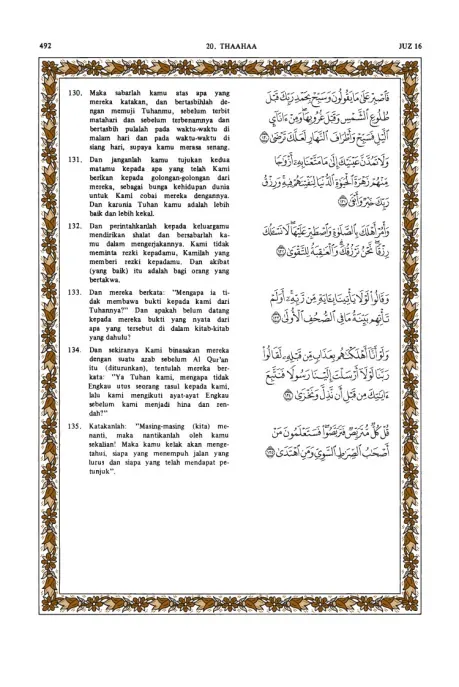 492
20. THAAHAA
JUZ 16
130. Maka sabarlah kamu atas apa yang
mereka katakan, dan bertasbihlah de-
ngan memuji Tuhanmu, sebelum terbit
matahari dan sebelum terbenamnya dan
bertasbih pulalah pada waktu-waktu di
malam hari dan pada waktu-waktu di
siang hari, supaya kamu merasa senang.
131. Dan janganlah kamu tujukan kedua
matamu kepada apa yang telah Kami
berikan kepada golongan-golongan dari
mereka, sebagai bunga kehidupan dunia
untuk Kami cobai mereka dengannya.
Dan karunia Tuhan kamu adalah lebih
baik dan lebih kekal.
132. Dan perintahkanlah kepada keluargamu
mendirikan shalat dan bersabarlah ka-
mu dalam mengerjakannya. Kami tidak
meminta rezki kepadamu, Kamilah yang
memberi rezki kepadamu. Dan akibat
(yang baik) itu adalah bagi orang yang
bertakwa.
133. Dan mereka berkata: "Mengapa ia ti-
dak membawa bukti kepada kami dari
Tuhannya?" Dan apakah belum datang
kepada mereka bukti yang nyata dari
apa yang tersebut di dalam kitab-kitab
yang dahulu?
134. Dan sekiranya Kami binasakan mereka
dengan suatu azab sebelum Al Qur'an
itu (diturunkan), tentulah mereka ber-
kata: "Ya Tuhan kami, mengapa tidak
Engkau utus seorang rasul kepada kami,
lalu kami mengikuti ayat-ayat Engkau
sebelum kami menjadi hina dan ren-
dah?"
135. Katakanlah: "Masing-masing (kita) me-
nanti, maka nantikanlah oleh kamu
sekalian! Maka kamu kelak akan menge-
tahui, siapa yang menempuh jalan yang
lurus dan siapa yang telah mendapat pe-
tunjuk".
فَاصْبِرْ عَلَىٰ مَا يَقُولُونَ وَسَبِّحْ بِحَمْدِ رَبِّكَ قَبْلَ
طُلُوعِ الشَّمْسِ وَقَبْلَ غُرُوبِهَا وَمِنْ ءَانَآئِ
الَّيْلِ فَسَبِّحْ وَأَطْرَافَ النَّهَارِ لَعَلَّكَ تَرْضَىٰ ١٣٠
وَلَا تَمُدَّنَّ عَيْنَيْكَ إِلَىٰ مَا مَتَّعْنَا بِهِۦٓ أَزْوَٰجًا
مِّنْهُمْ زَهْرَةَ الْحَيَوٰةِ الدُّنْيَا لِنَفْتِنَهُمْ فِيهِ وَرِزْقُ
رَبِّكَ خَيْرٌ وَأَبْقَىٰ ١٣١
وَأْمُرْ أَهْلَكَ بِالصَّلَوٰةِ وَاصْطَبِرْ عَلَيْهَا لَا نَسْـَٔلُكَ
رِزْقًا نَّحْنُ نَرْزُقُكَ وَالْعَٰقِبَةُ لِلتَّقْوَىٰ ١٣٢
وَقَالُوا لَوْلَا يَأْتِينَا بِـَٔايَةٍ مِّن رَّبِّهِۦٓ أَوَلَمْ
تَأْتِهِم بَيِّنَةُ مَا فِى الصُّحُفِ الْأُولَىٰ ١٣٣
وَلَوْ أَنَّآ أَهْلَكْنَٰهُم بِعَذَابٍ مِّن قَبْلِهِۦ لَقَالُوا
رَبَّنَا لَوْلَآ أَرْسَلْتَ إِلَيْنَا رَسُولًا فَنَتَّبِعَ
ءَايَٰتِكَ مِن قَبْلِ أَن نَّذِلَّ وَنَخْزَىٰ ١٣٤
قُلْ كُلٌّ مُّتَرَبِّصٌ فَتَرَبَّصُوا فَسَتَعْلَمُونَ مَنْ
أَصْحَٰبُ الصِّرَٰطِ السَّوِىِّ وَمَنِ اهْتَدَىٰ ١٣٥